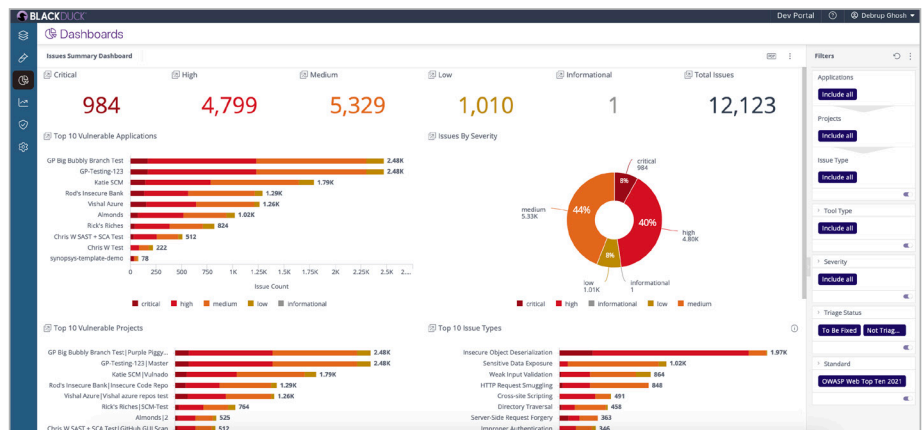 BLACKDUCK
Dev Portal
Debrup Ghosh
Dashboards
Issues Summary Dashboard
Critical
High
Medium
Low
Informational
Total Issues
984
4,799
5,329
1,010
1
12,123
Top 10 Vulnerable Applications
GP Big Bubbly Branch Test 2.48K
GP-Testing-123 2.48K
Katie SCM 1.79K
Rod's Insecure Bank 1.29K
Vishal Azure 1.26K
Almonds 1.02K
Rick's Riches 824
Chris W SAST + SCA Test 512
Chris W Test 222
synopsys-template-demo 78
0 250 500 750 1K 1.25K 1.5K 1.75K 2K 2.25K 2.5K 2....
Issue Count
critical high medium low informational
Issues By Severity
critical
984
8%
medium
5.33K
44%
40%
high
4.80K
8%
low
1.01K
informational
1
critical high informational low medium
Top 10 Vulnerable Projects
GP Big Bubbly Branch Test|Purple Piggy... 2.48K
GP-Testing-123|Master 2.48K
Katie SCM|Vulnado 1.79K
Rod's Insecure Bank|Insecure Code Repo 1.29K
Vishal Azure|Vishal azure repos test 1.26K
Rick's Riches|SCM-Test 764
Almonds|2 525
Chris W SAST + SCA Test|GitHub GUI Scan 512
Top 10 Issue Types
Insecure Object Deserialization 1.97K
Sensitive Data Exposure 1.02K
Weak Input Validation 864
HTTP Request Smuggling 848
Cross-site Scripting 491
Directory Traversal 458
Server-Side Request Forgery 363
Improper Authentication 346
Filters
Applications
Include all
Projects
Include all
Issue Type
Include all
Tool Type
Include all
Severity
Include all
Triage Status
To Be Fixed Not Triag...
Standard
OWASP Web Top Ten 2021